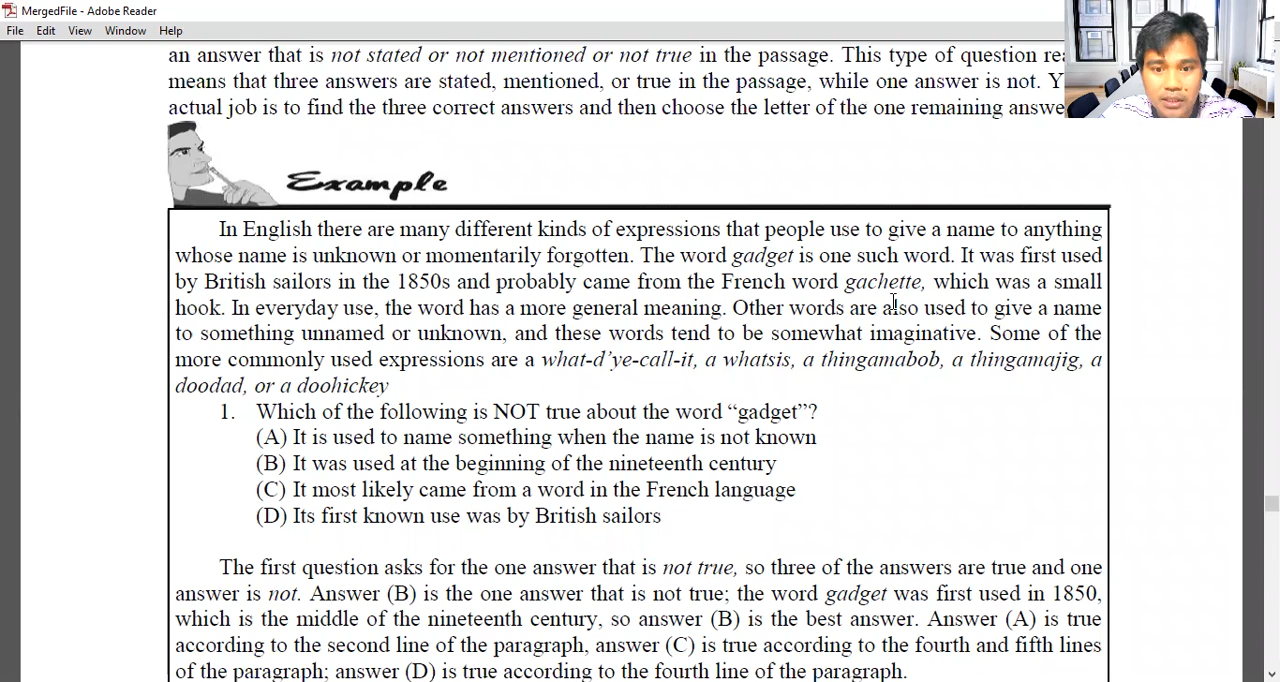 MergedFile - Adobe Reader
File Edit View Window Help
an answer that is not stated or not mentioned or not true in the passage. This type of question
means that three answers are stated, mentioned, or true in the passage, while one answer is not.
actual job is to find the three correct answers and then choose the letter of the one remaining
Example
In English there are many different kinds of expressions that people use to give a name to anything
whose name is unknown or momentarily forgotten. The word gadget is one such word. It was first used
by British sailors in the 1850s and probably came from the French word gachette, which was a small
hook. In everyday use, the word has a more general meaning. Other words are also used to give a name
to something unnamed or unknown, and these words tend to be somewhat imaginative. Some of the
more commonly used expressions are a what-d’ye-call-it, a whatsis, a thingamabob, a thingamajig, a
doodad, or a doohickey
1. Which of the following is NOT true about the word “gadget”?
(A) It is used to name something when the name is not known
(B) It was used at the beginning of the nineteenth century
(C) It most likely came from a word in the French language
(D) Its first known use was by British sailors
The first question asks for the one answer that is not true, so three of the answers are true and one
answer is not. Answer (B) is the one answer that is not true; the word gadget was first used in 1850,
which is the middle of the nineteenth century, so answer (B) is the best answer. Answer (A) is true
according to the second line of the paragraph, answer (C) is true according to the fourth and fifth lines
of the paragraph; answer (D) is true according to the fourth line of the paragraph.